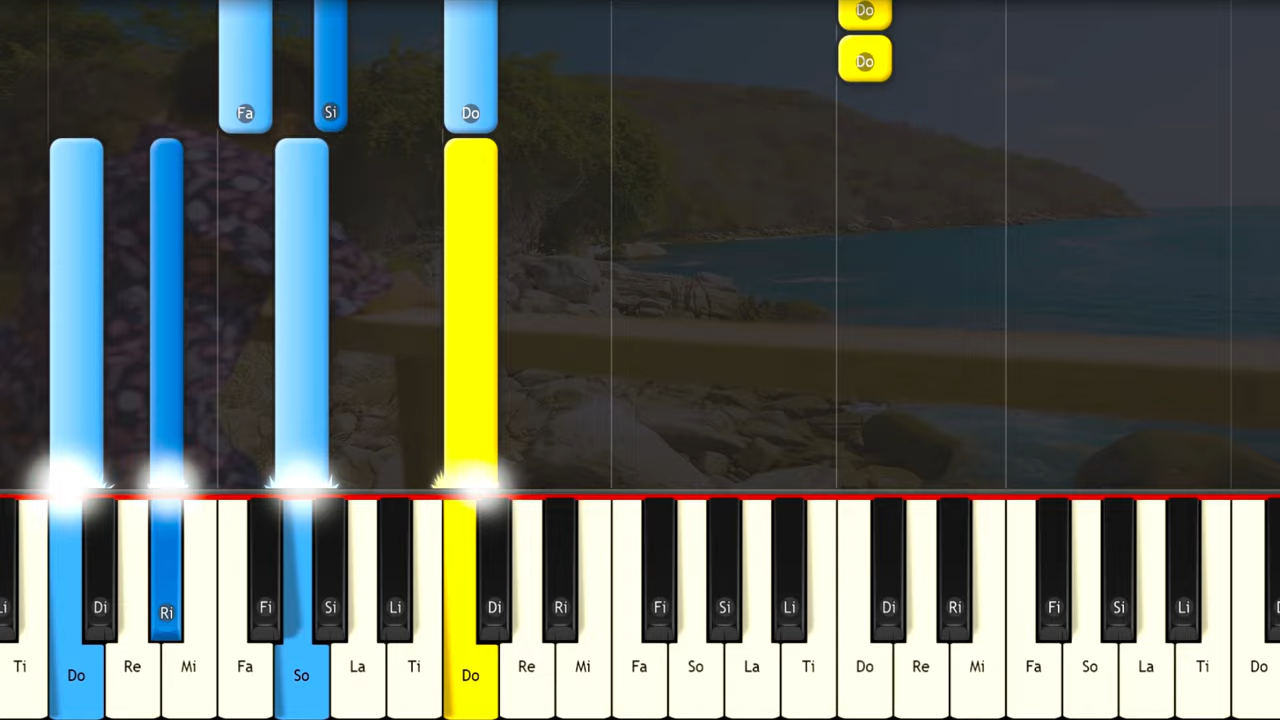 Do
Do
Fa Si Do
Li Di Ri Fi Si Li Di Ri Fi Si Li Di Ri Fi Si Li
Ti Do Re Mi Fa So La Ti Do Re Mi Fa So La Ti Do Re Mi Fa So La Ti Do